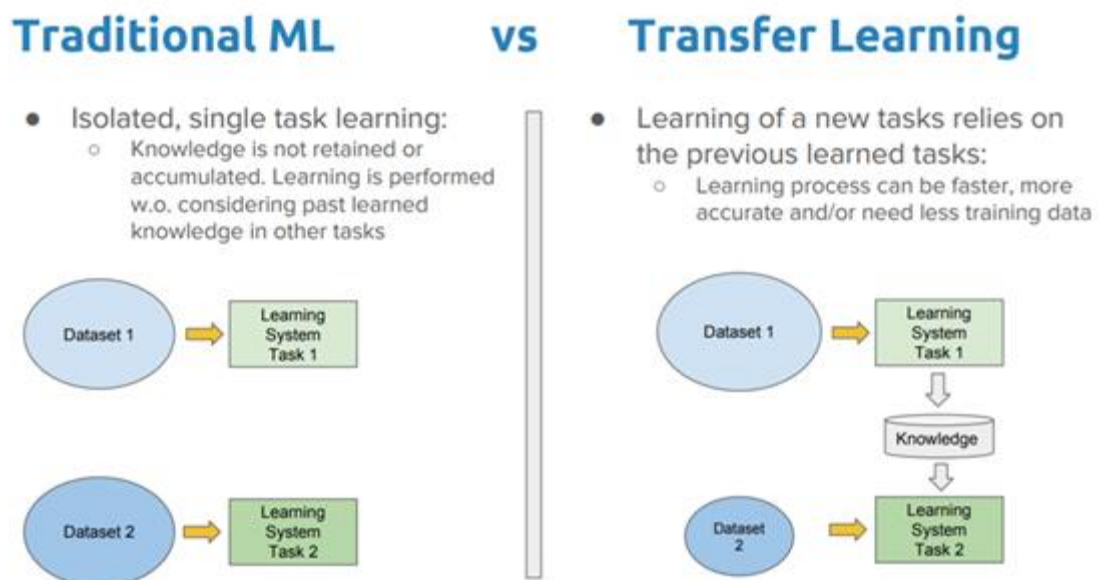 Traditional ML vs Transfer Learning
● Isolated, single task learning:
○ Knowledge is not retained or
accumulated. Learning is performed
w.o. considering past learned
knowledge in other tasks
Dataset 1
Learning
System
Task 1
Dataset 2
Learning
System
Task 2
● Learning of a new tasks relies on
the previous learned tasks:
○ Learning process can be faster, more
accurate and/or need less training data
Dataset 1
Learning
System
Task 1
Knowledge
Dataset
2
Learning
System
Task 2